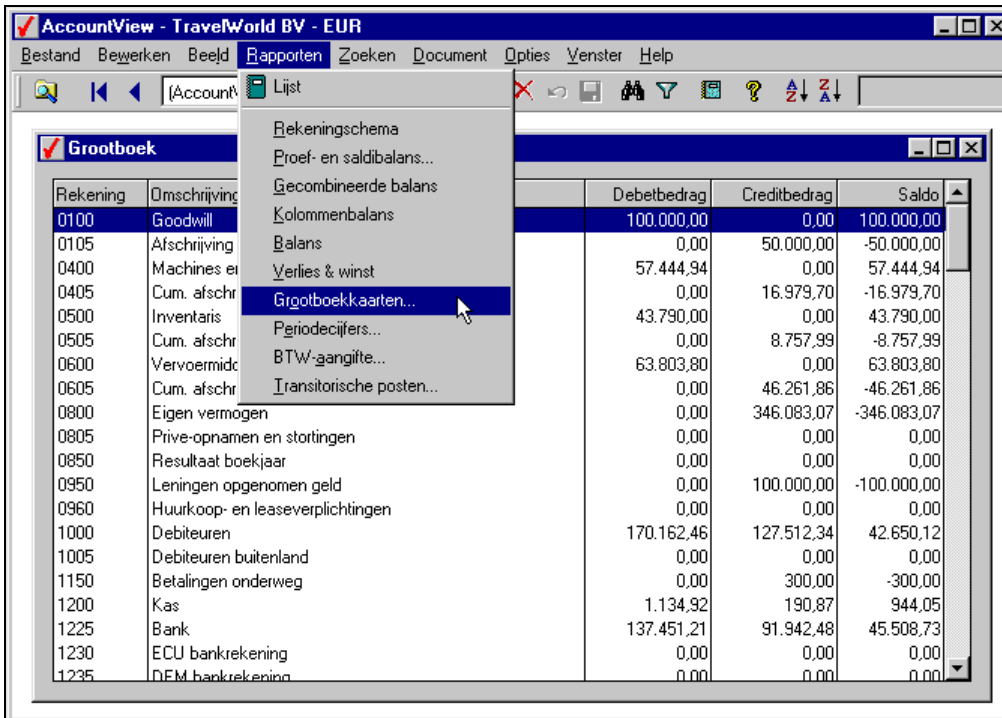 AccountView - TravelWorld BV - EUR
Bestand Bewerken Beeld Rapporten Zoeken Document Opties Venster Help
(Account
Lijst
Rekeningschema
Proef- en saldibalans...
Gecombineerde balans
Kolommenbalans
Balans
Verlies & winst
Grootboekkaarten...
Periodecijfers...
BTW-aangifte...
Transitorische posten...
Grootboek
Rekening Omschrijving Debetbedrag Creditbedrag Saldo
0100 Goodwill 100.000,00 0,00 100.000,00
0105 Afschrijving 0,00 50.000,00 -50.000,00
0400 Machines en 57.444,94 0,00 57.444,94
0405 Cum. afschr 0,00 16.979,70 -16.979,70
0500 Inventaris 43.790,00 0,00 43.790,00
0505 Cum. afschr 0,00 8.757,99 -8.757,99
0600 Vervoermidd 63.803,80 0,00 63.803,80
0605 Cum. afschr 0,00 46.261,86 -46.261,86
0800 Eigen vermogen 0,00 346.083,07 -346.083,07
0805 Prive-opnamen en stortingen 0,00 0,00 0,00
0850 Resultaat boekjaar 0,00 0,00 0,00
0950 Leningen opgenomen geld 0,00 100.000,00 -100.000,00
0960 Huurkoop- en leaseverplichtingen 0,00 0,00 0,00
1000 Debiteuren 170.162,46 127.512,34 42.650,12
1005 Debiteuren buitenland 0,00 0,00 0,00
1150 Betalingen onderweg 0,00 300,00 -300,00
1200 Kas 1.134,92 190,87 944,05
1225 Bank 137.451,21 91.942,48 45.508,73
1230 ECU bankrekening 0,00 0,00 0,00
1235 DEM bankrekening 0,00 0,00 0,00